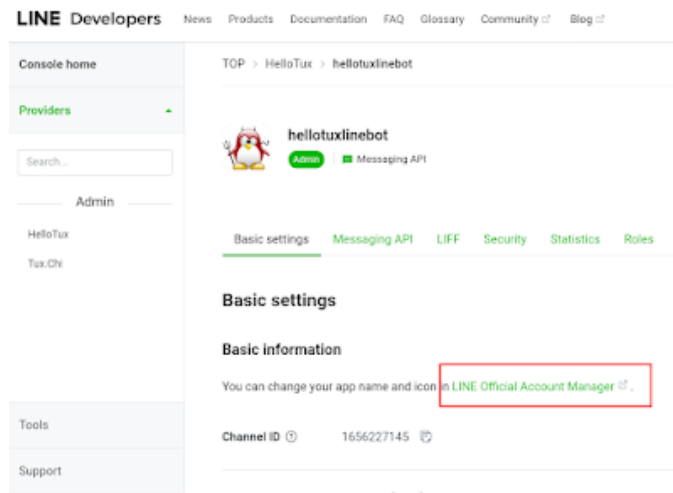 LINE Developers News Products Documentation FAQ Glossary Community Blog
Console home
TOP > HelloTux > hellotuxlinebot
Providers
hellotuxlinebot
Admin Messaging API
Search...
Admin
HelloTux
Tux.Chi
Basic settings Messaging API LIFF Security Statistics Roles
Basic settings
Basic information
You can change your app name and icon in LINE Official Account Manager .
Tools
Channel ID ? 1656227145
Support